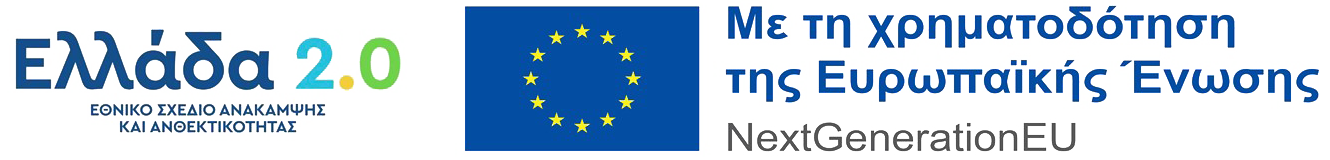 Ελλάδα 2.0
ΕΘΝΙΚΟ ΣΧΕΔΙΟ ΑΝΑΚΑΜΨΗΣ
ΚΑΙ ΑΝΘΕΚΤΙΚΟΤΗΤΑΣ
Με τη χρηματοδότηση
της Ευρωπαϊκής Ένωσης
NextGenerationEU